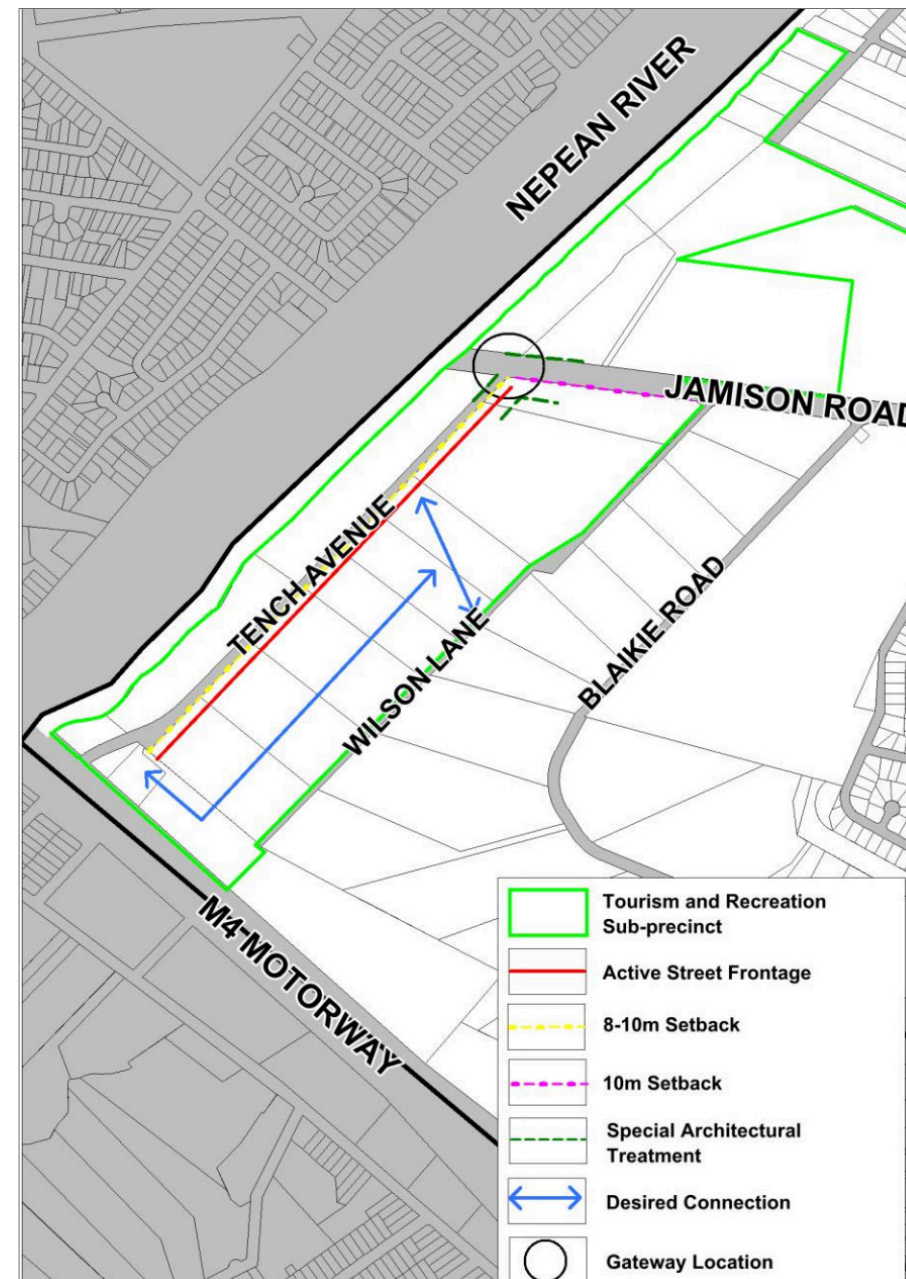 NEPEAN RIVER
JAMISON ROAD
TENCH AVENUE
WILSON LANE
BLAIKIE ROAD
M4 MOTORWAY
Tourism and Recreation
Sub-precinct
Active Street Frontage
8-10m Setback
10m Setback
Special Architectural
Treatment
Desired Connection
Gateway Location